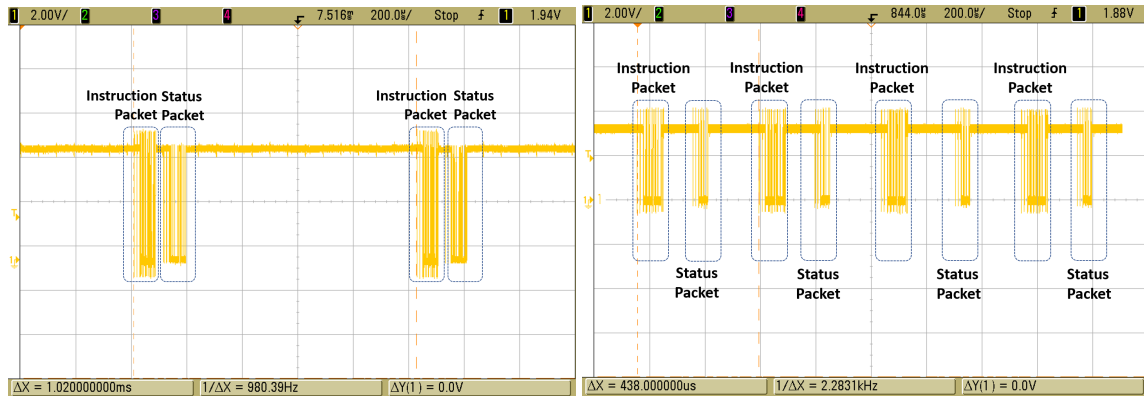 1 2.00V/ 2 3 4 7.516㎳ 200.0㎲/ Stop 1 1.94V
Instruction Status
Packet Packet
Instruction Status
Packet Packet
ΔX = 1.020000000ms 1/ΔX = 980.39Hz ΔY(1) = 0.0V
1 2.00V/ 2 3 4 844.0㎲ 200.0㎲/ Stop 1 1.88V
Instruction
Packet
Instruction
Packet
Instruction
Packet
Instruction
Packet
Status
Packet
Status
Packet
Status
Packet
Status
Packet
ΔX = 438.000000us 1/ΔX = 2.2831kHz ΔY(1) = 0.0V